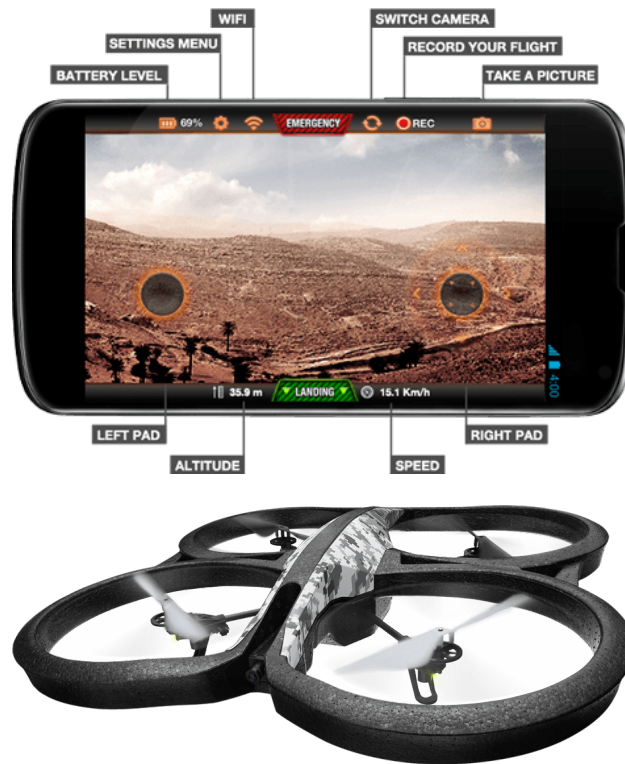 WIFI
SWITCH CAMERA
SETTINGS MENU
RECORD YOUR FLIGHT
BATTERY LEVEL
TAKE A PICTURE
69%
EMERGENCY
REC
4:00
35.9 m
LANDING
15.1 Km/h
LEFT PAD
RIGHT PAD
ALTITUDE
SPEED